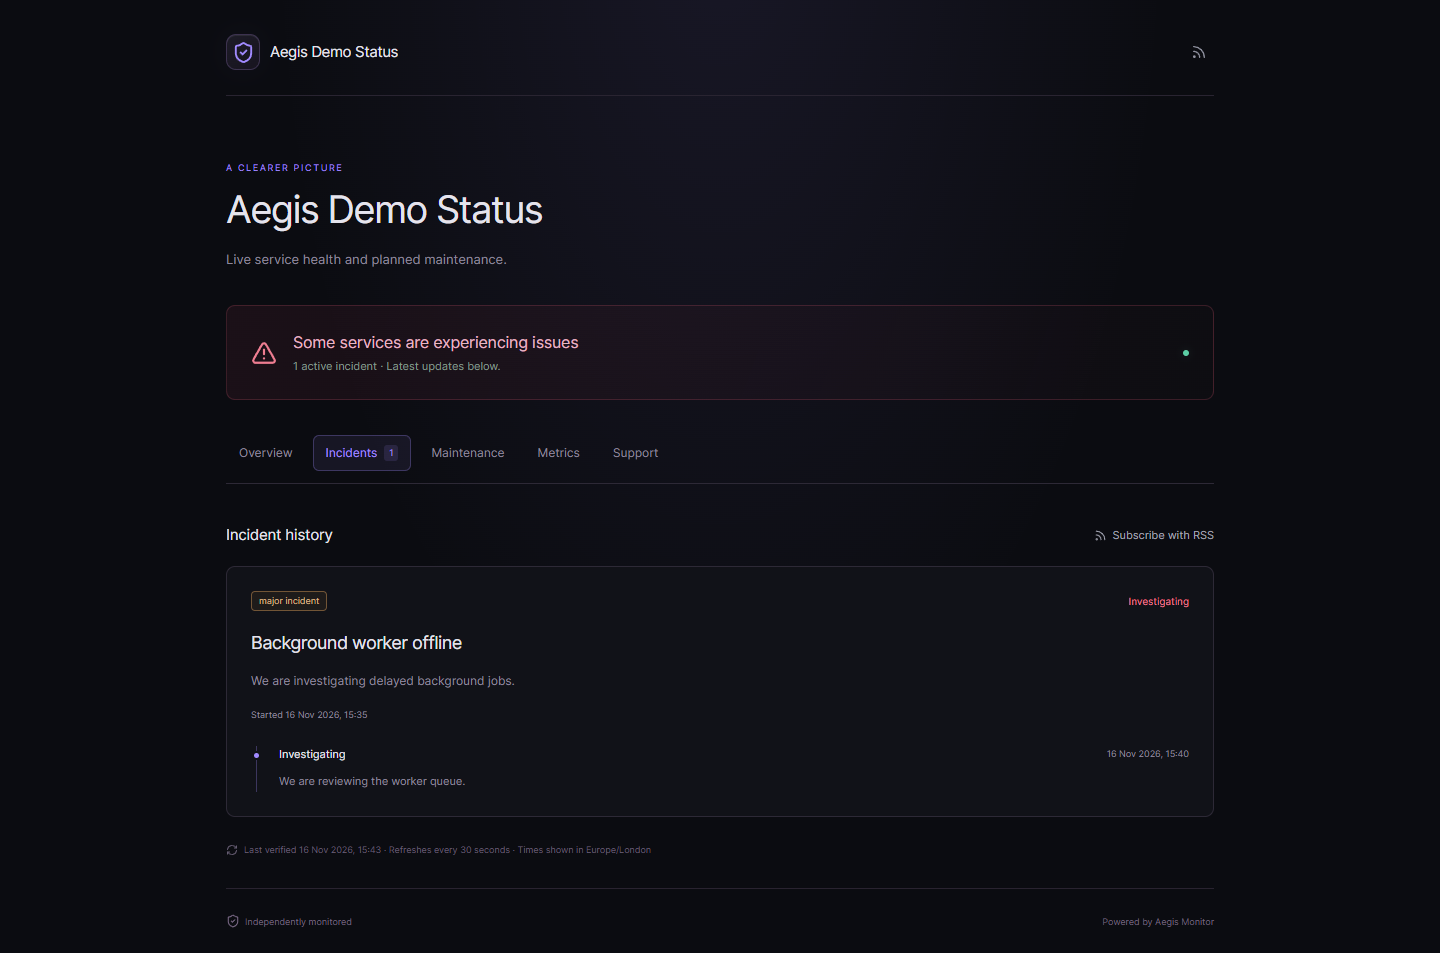 Aegis Demo Status
A CLEARER PICTURE
Aegis Demo Status
Live service health and planned maintenance.
Some services are experiencing issues
1 active incident · Latest updates below.
Overview Incidents 1 Maintenance Metrics Support
Incident history Subscribe with RSS
major incident Investigating
Background worker offline
We are investigating delayed background jobs.
Started 16 Nov 2026, 15:35
Investigating 16 Nov 2026, 15:40
We are reviewing the worker queue.
Last verified 16 Nov 2026, 15:43 · Refreshes every 30 seconds · Times shown in Europe/London
Independently monitored Powered by Aegis Monitor